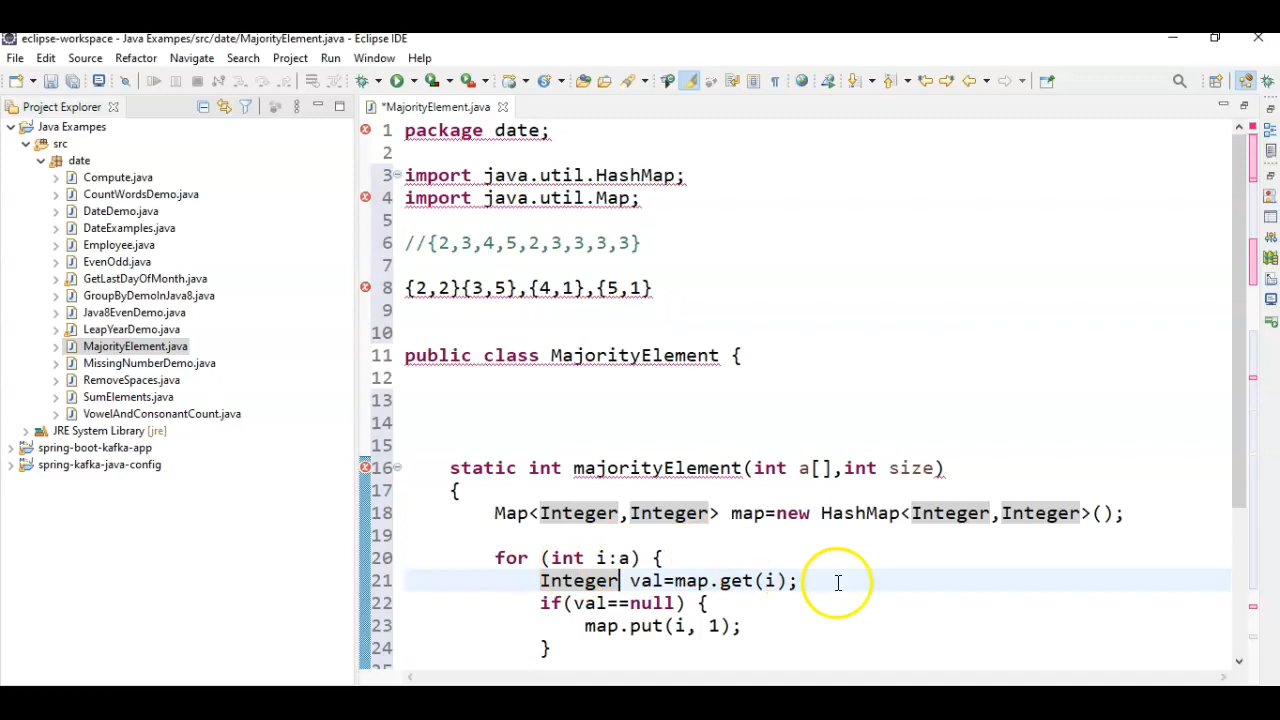 eclipse-workspace - Java Exampes/src/date/MajorityElement.java - Eclipse IDE
File Edit Source Refactor Navigate Search Project Run Window Help
Project Explorer
Java Exampes
src
date
Compute.java
CountWordsDemo.java
DateDemo.java
DateExamples.java
Employee.java
EvenOdd.java
GetLastDayOfMonth.java
GroupByDemoInJava8.java
Java8EvenDemo.java
LeapYearDemo.java
MajorityElement.java
MissingNumberDemo.java
RemoveSpaces.java
SumElements.java
VowelAndConsonantCount.java
JRE System Library [jre]
spring-boot-kafka-app
spring-kafka-java-config
*MajorityElement.java
1 package date;
2
3 import java.util.HashMap;
4 import java.util.Map;
5
6 //{2,3,4,5,2,3,3,3,3}
7
8 {2,2}{3,5},{4,1},{5,1}
9
10
11 public class MajorityElement {
12
13
14
15
16 static int majorityElement(int a[],int size)
17 {
18 Map<Integer,Integer> map=new HashMap<Integer,Integer>();
19
20 for (int i:a) {
21 Integer val=map.get(i);
22 if(val==null) {
23 map.put(i, 1);
24 }
25